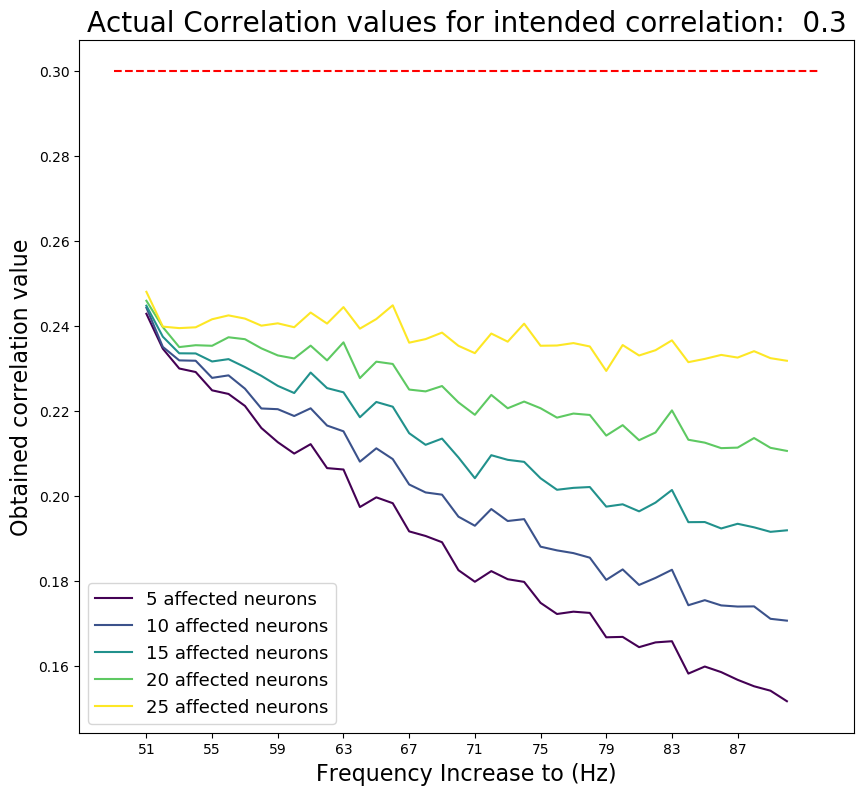 Actual Correlation values for intended correlation:  0.3
Obtained correlation value
0.30
0.28
0.26
0.24
0.22
0.20
0.18
0.16
5 affected neurons
10 affected neurons
15 affected neurons
20 affected neurons
25 affected neurons
51 55 59 63 67 71 75 79 83 87
Frequency Increase to (Hz)